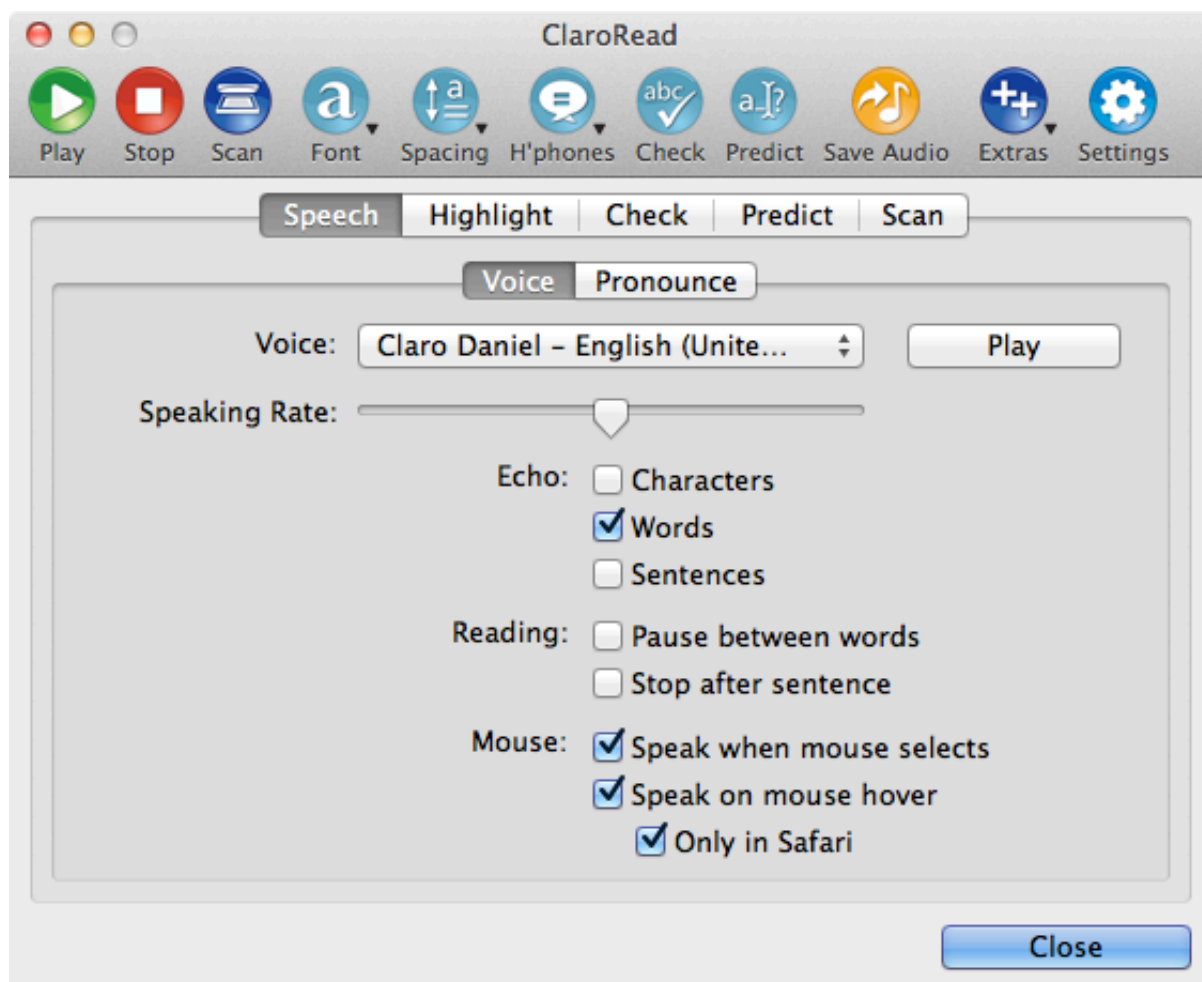 ClaroRead
Play Stop Scan Font Spacing H'phones Check Predict Save Audio Extras Settings
Speech Highlight Check Predict Scan
Voice Pronounce
Voice: Claro Daniel – English (Unite... Play
Speaking Rate:
Echo: Characters
Words
Sentences
Reading: Pause between words
Stop after sentence
Mouse: Speak when mouse selects
Speak on mouse hover
Only in Safari
Close